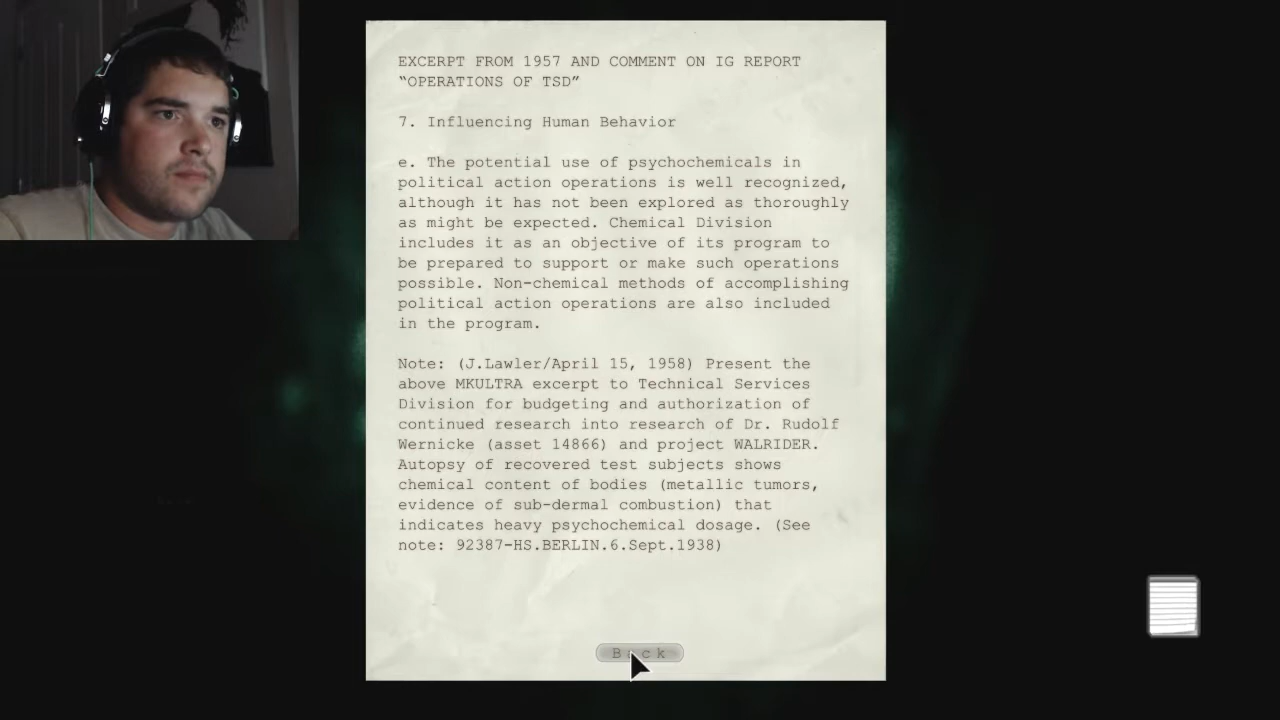 EXCERPT FROM 1957 AND COMMENT ON IG REPORT
“OPERATIONS OF TSD”
7. Influencing Human Behavior
e. The potential use of psychochemicals in
political action operations is well recognized,
although it has not been explored as thoroughly
as might be expected. Chemical Division
includes it as an objective of its program to
be prepared to support or make such operations
possible. Non-chemical methods of accomplishing
political action operations are also included
in the program.
Note: (J.Lawler/April 15, 1958) Present the
above MKULTRA excerpt to Technical Services
Division for budgeting and authorization of
continued research into research of Dr. Rudolf
Wernicke (asset 14866) and project WALRIDER.
Autopsy of recovered test subjects shows
chemical content of bodies (metallic tumors,
evidence of sub-dermal combustion) that
indicates heavy psychochemical dosage. (See
note: 92387-HS.BERLIN.6.Sept.1938)
Back